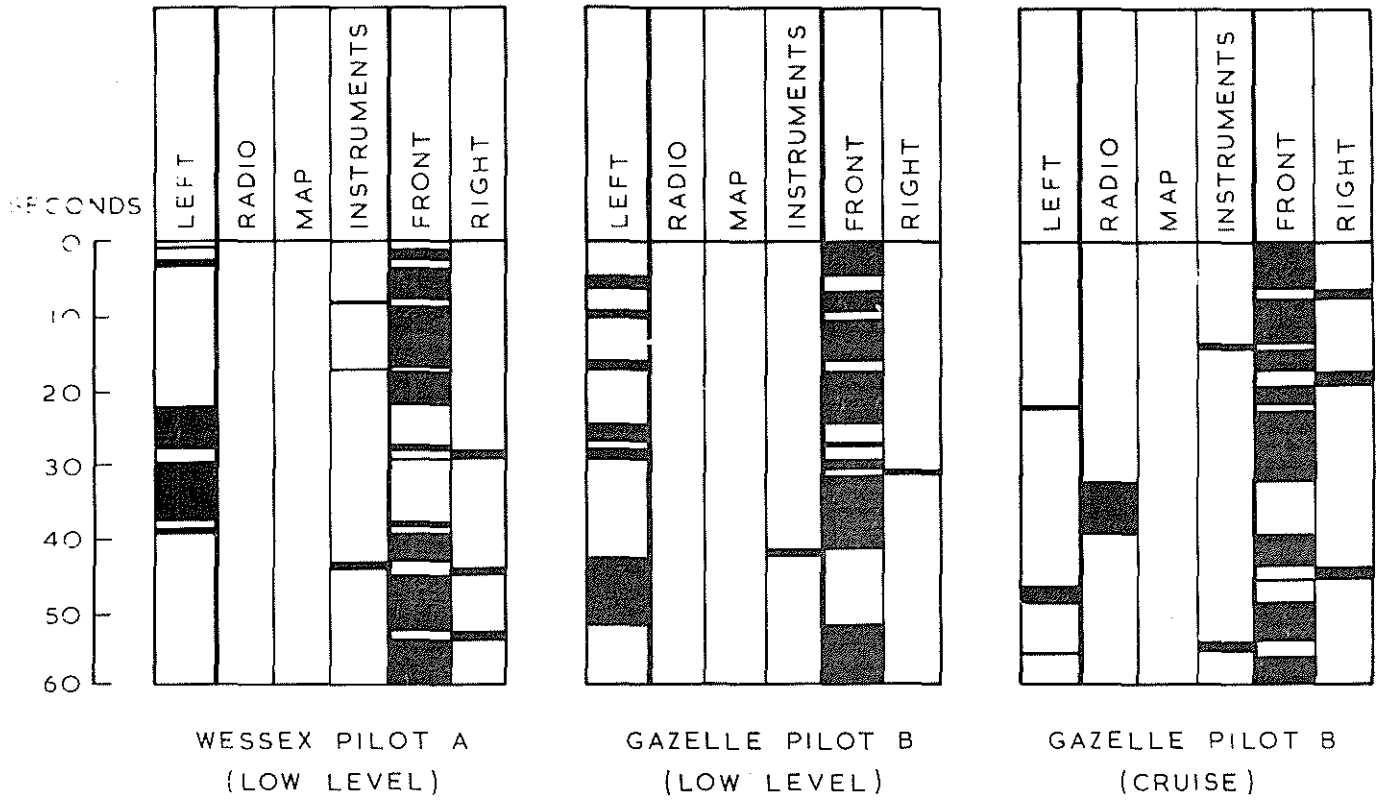 LEFT RADIO MAP INSTRUMENTS FRONT RIGHT
LEFT RADIO MAP INSTRUMENTS FRONT RIGHT
LEFT RADIO MAP INSTRUMENTS FRONT RIGHT
SECONDS
0
10
20
30
40
50
60
WESSEX PILOT A
(LOW LEVEL)
GAZELLE PILOT B
(LOW LEVEL)
GAZELLE PILOT B
(CRUISE)